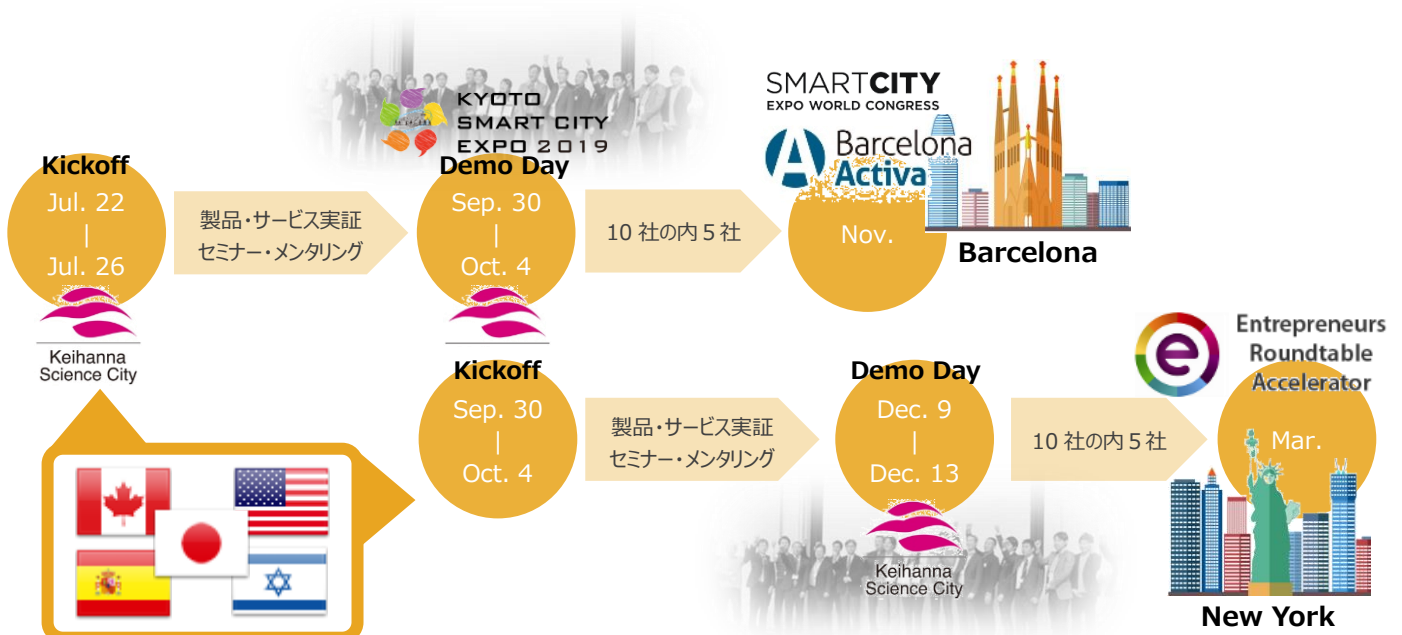 KYOTO
SMART CITY
EXPO 2019
SMARTCITY
EXPO WORLD CONGRESS
Barcelona
Activa
Kickoff
Jul. 22
|
Jul. 26
製品・サービス実証
セミナー・メンタリング
Demo Day
Sep. 30
|
Oct. 4
10 社の内 5 社
Nov.
Barcelona
Keihanna
Science City
Kickoff
Sep. 30
|
Oct. 4
製品・サービス実証
セミナー・メンタリング
Demo Day
Dec. 9
|
Dec. 13
Keihanna
Science City
10 社の内 5 社
e
Entrepreneurs
Roundtable
Accelerator
Mar.
New York